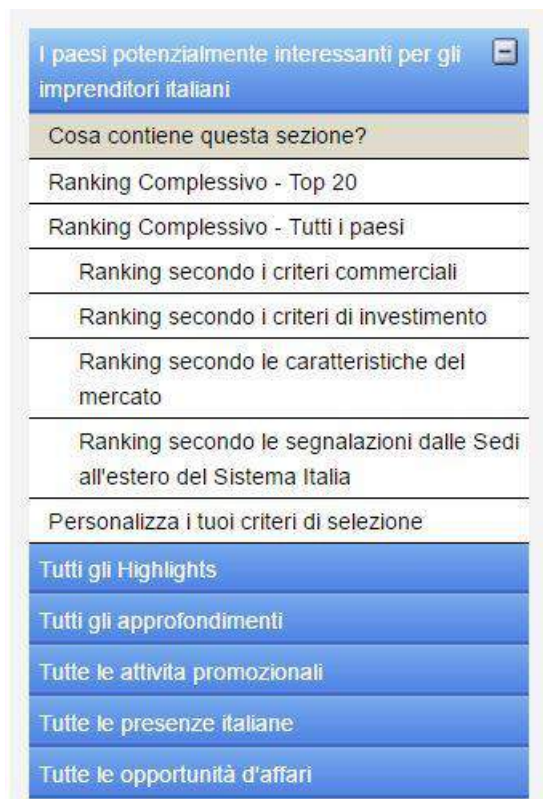 I paesi potenzialmente interessanti per gli
imprenditori italiani
Cosa contiene questa sezione?
Ranking Complessivo - Top 20
Ranking Complessivo - Tutti i paesi
Ranking secondo i criteri commerciali
Ranking secondo i criteri di investimento
Ranking secondo le caratteristiche del
mercato
Ranking secondo le segnalazioni dalle Sedi
all'estero del Sistema Italia
Personalizza i tuoi criteri di selezione
Tutti gli Highlights
Tutti gli approfondimenti
Tutte le attivita promozionali
Tutte le presenze italiane
Tutte le opportunità d'affari